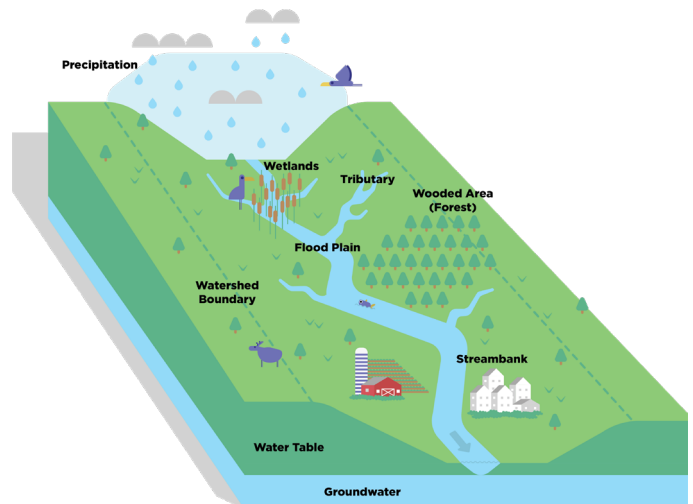 Precipitation
Wetlands
Tributary
Wooded Area
(Forest)
Flood Plain
Watershed
Boundary
Streambank
Water Table
Groundwater